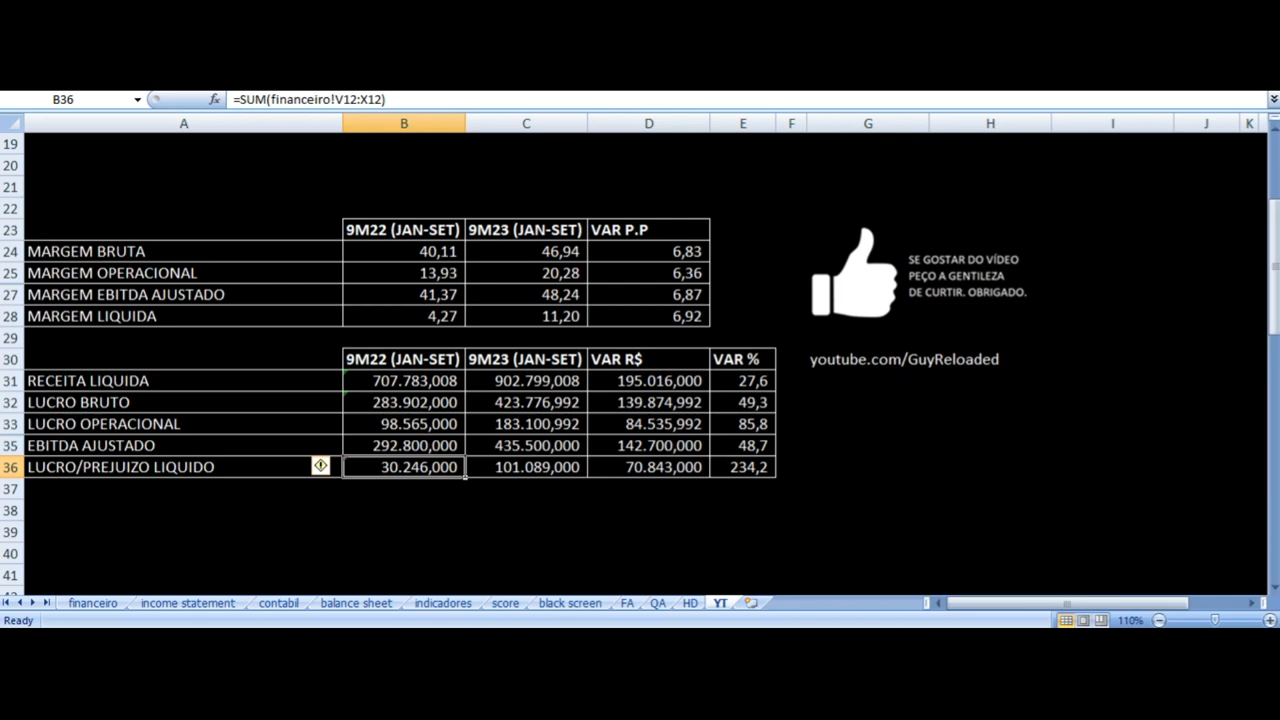 B36 fx =SUM(financeiro!V12:X12)
A B C D E F G H I J K
19
20
21
22
23 9M22 (JAN-SET) 9M23 (JAN-SET) VAR P.P
24 MARGEM BRUTA 40,11 46,94 6,83
25 MARGEM OPERACIONAL 13,93 20,28 6,36
27 MARGEM EBITDA AJUSTADO 41,37 48,24 6,87
28 MARGEM LIQUIDA 4,27 11,20 6,92
SE GOSTAR DO VÍDEO
PEÇO A GENTILEZA
DE CURTIR. OBRIGADO.
29
30 9M22 (JAN-SET) 9M23 (JAN-SET) VAR R$ VAR % youtube.com/GuyReloaded
31 RECEITA LIQUIDA 707.783,008 902.799,008 195.016,000 27,6
32 LUCRO BRUTO 283.902,000 423.776,992 139.874,992 49,3
33 LUCRO OPERACIONAL 98.565,000 183.100,992 84.535,992 85,8
35 EBITDA AJUSTADO 292.800,000 435.500,000 142.700,000 48,7
36 LUCRO/PREJUIZO LIQUIDO 30.246,000 101.089,000 70.843,000 234,2
37
38
39
40
41
financeiro income statement contabil balance sheet indicadores score black screen FA QA HD YT
Ready 110%